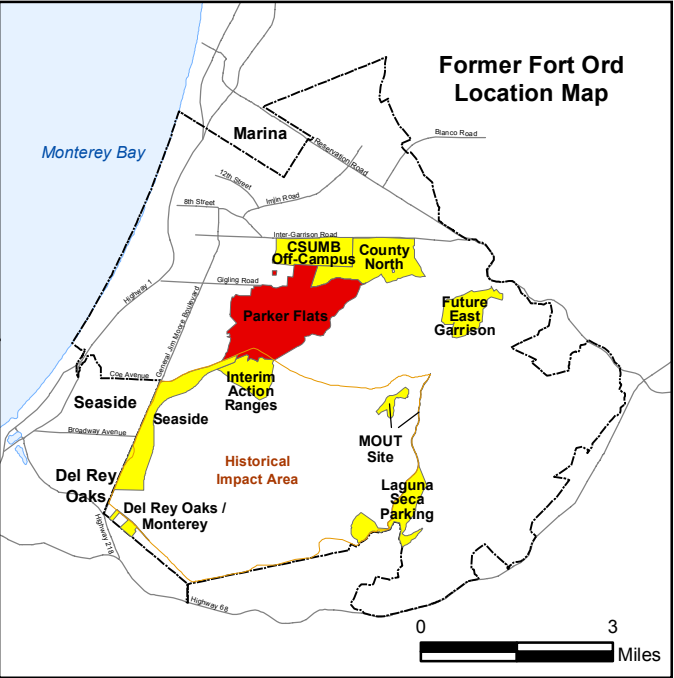 Former Fort Ord
Location Map
Marina
Monterey Bay
Blanco Road
Reservation Road
12th Street
Imjin Road
8th Street
Inter-Garrison Road
CSUMB
Off-Campus
County
North
Gigling Road
Highway 1
General Jim Moore Boulevard
Parker Flats
Future
East
Garrison
Coe Avenue
Interim
Action
Ranges
Seaside
Seaside
Broadway Avenue
MOUT
Site
Historical
Impact Area
Del Rey
Oaks
Laguna
Seca
Parking
Del Rey Oaks /
Monterey
Highway 218
Highway 68
0
3
Miles